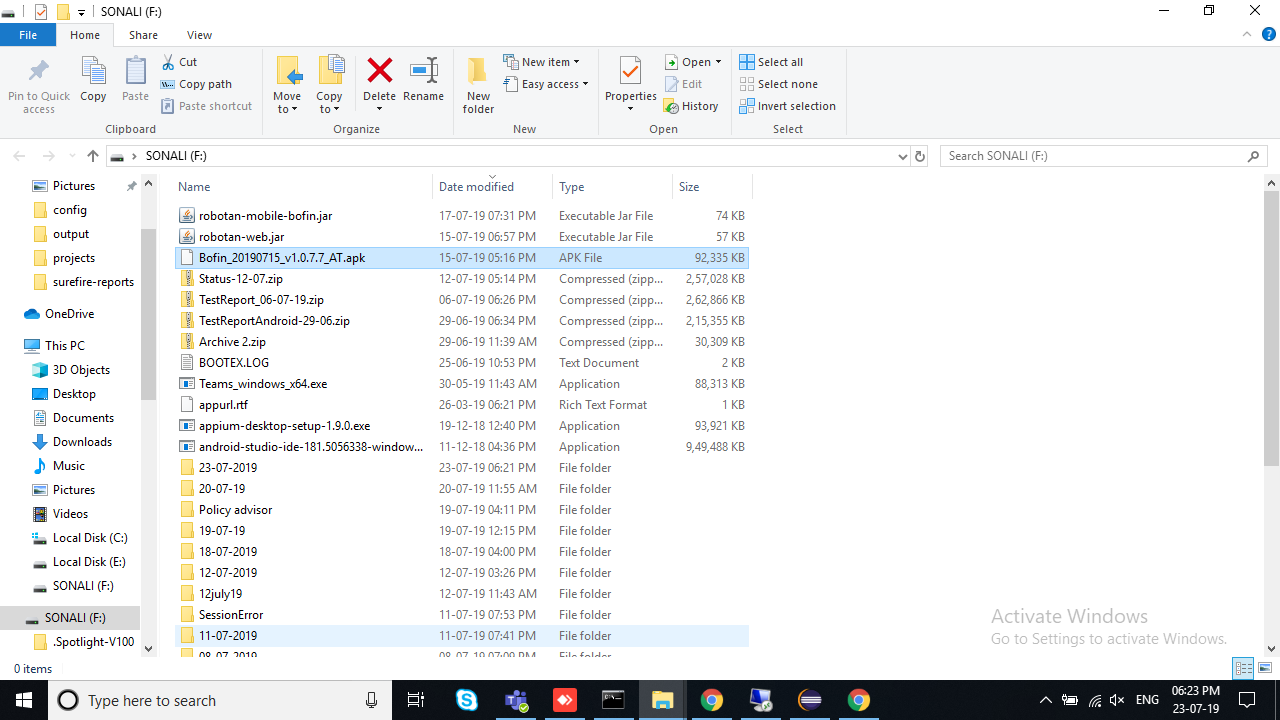 SONALI (F:)
File Home Share View
Pin to Quick access
Copy
Paste
Cut
Copy path
Paste shortcut
Clipboard
Move to
Copy to
Delete
Rename
Organize
New folder
New item
Easy access
New
Properties
Open
Edit
History
Open
Select all
Select none
Invert selection
Select
SONALI (F:)
Search SONALI (F:)
Pictures
config
output
projects
surefire-reports
OneDrive
This PC
3D Objects
Desktop
Documents
Downloads
Music
Pictures
Videos
Local Disk (C:)
Local Disk (E:)
SONALI (F:)
SONALI (F:)
.Spotlight-V100
Name Date modified Type Size
robotan-mobile-bofin.jar 17-07-19 07:31 PM Executable Jar File 74 KB
robotan-web.jar 15-07-19 06:57 PM Executable Jar File 57 KB
Bofin_20190715_v1.0.7.7_AT.apk 15-07-19 05:16 PM APK File 92,335 KB
Status-12-07.zip 12-07-19 05:14 PM Compressed (zipp... 2,57,028 KB
TestReport_06-07-19.zip 06-07-19 06:26 PM Compressed (zipp... 2,62,866 KB
TestReportAndroid-29-06.zip 29-06-19 06:34 PM Compressed (zipp... 2,15,355 KB
Archive 2.zip 29-06-19 11:39 AM Compressed (zipp... 30,309 KB
BOOTEX.LOG 25-06-19 10:53 PM Text Document 2 KB
Teams_windows_x64.exe 30-05-19 11:43 AM Application 88,313 KB
appurl.rtf 26-03-19 06:21 PM Rich Text Format 1 KB
appium-desktop-setup-1.9.0.exe 19-12-18 12:40 PM Application 93,921 KB
android-studio-ide-181.5056338-window... 11-12-18 04:36 PM Application 9,49,488 KB
23-07-2019 23-07-19 06:21 PM File folder
20-07-19 20-07-19 11:55 AM File folder
Policy advisor 19-07-19 04:11 PM File folder
19-07-19 19-07-19 12:15 PM File folder
18-07-2019 18-07-19 04:00 PM File folder
12-07-2019 12-07-19 03:26 PM File folder
12july19 12-07-19 11:43 AM File folder
SessionError 11-07-19 07:53 PM File folder
11-07-2019 11-07-19 07:41 PM File folder
08-07-2019 08-07-19 07:09 PM File folder
Activate Windows
Go to Settings to activate Windows.
0 items
Type here to search
ENG
06:23 PM
23-07-19